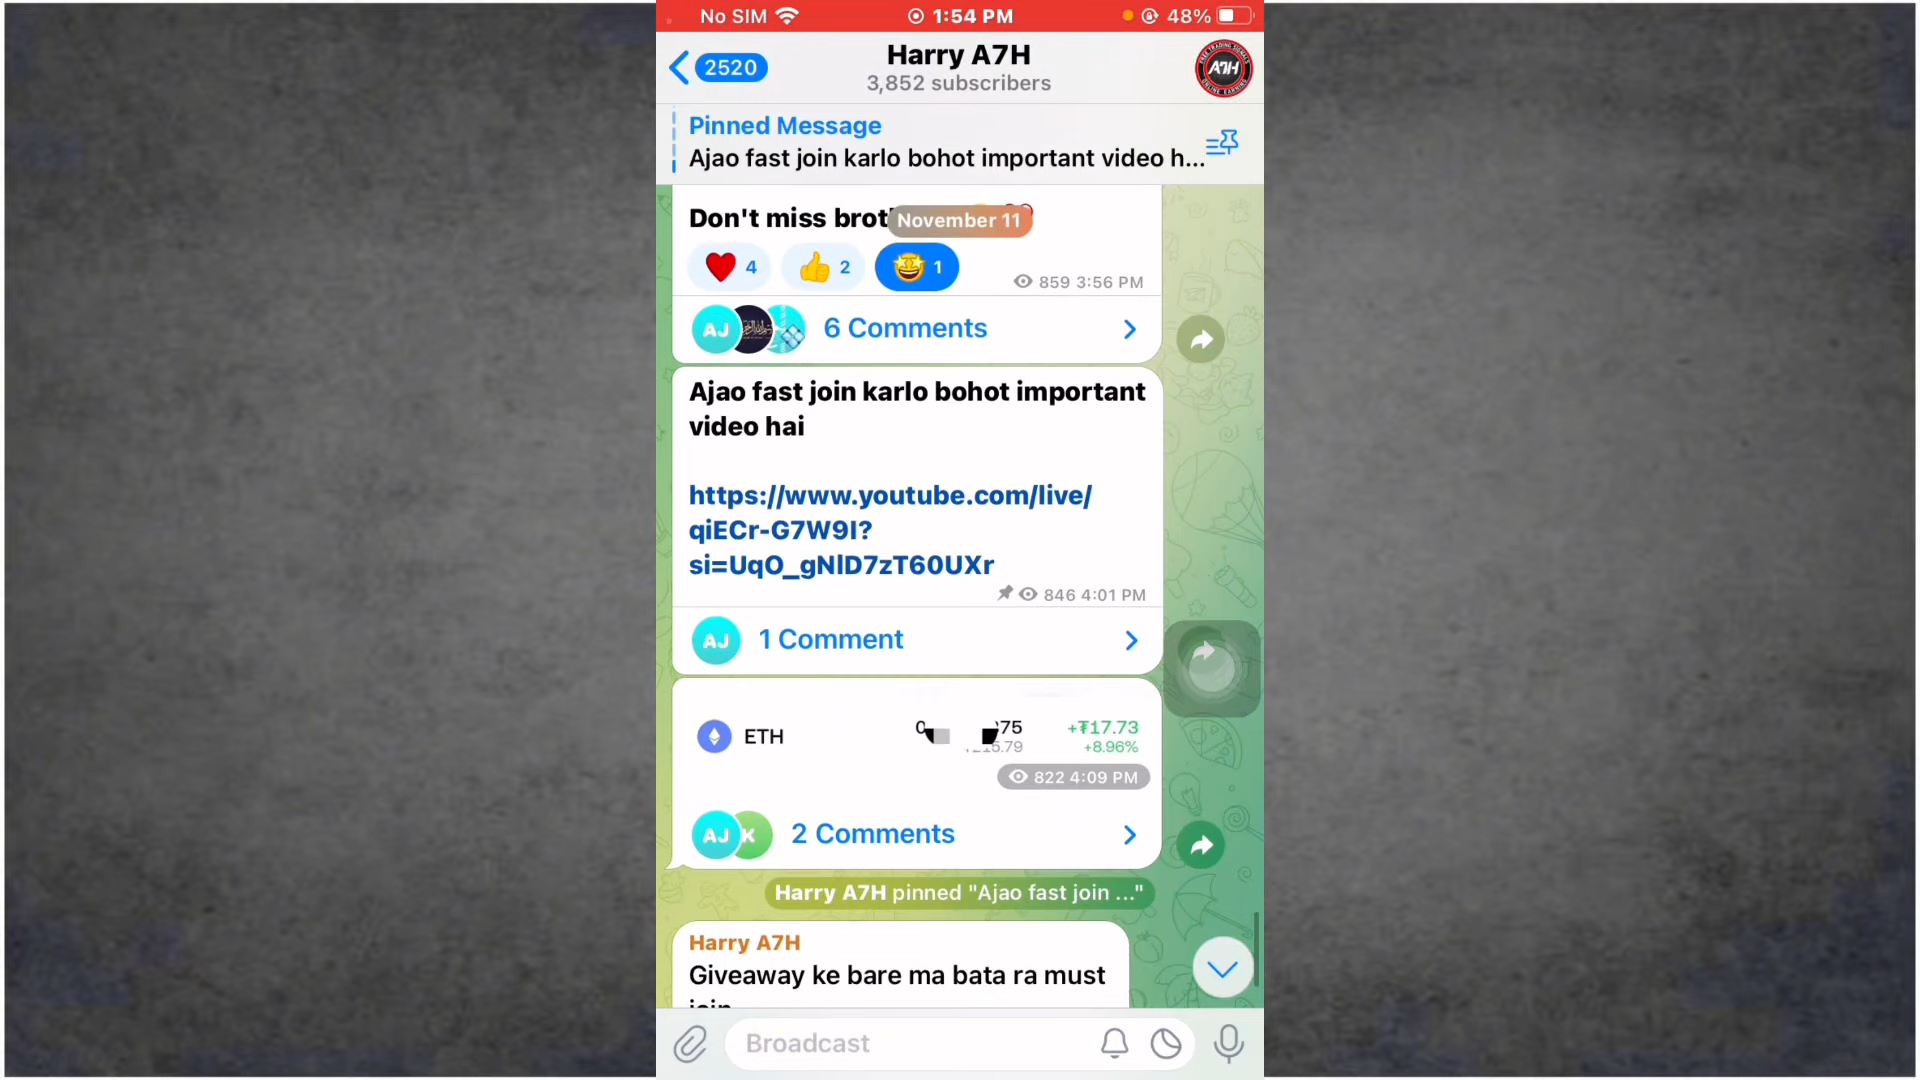 No SIM 1:54 PM 48%
2520 Harry A7H
3,852 subscribers
A7H
Pinned Message
Ajao fast join karlo bohot important video h...
Don't miss
November 11
4 2 1 859 3:56 PM
AJ 6 Comments
Ajao fast join karlo bohot important
video hai
https://www.youtube.com/live/
qiECr-G7W9I?
si=UqO_gNlD7zT60UXr
846 4:01 PM
AJ 1 Comment
ETH 75 +₮17.73
5.79 +8.96%
822 4:09 PM
AJ K 2 Comments
Harry A7H pinned "Ajao fast join ..."
Harry A7H
Giveaway ke bare ma bata ra must
join
Broadcast